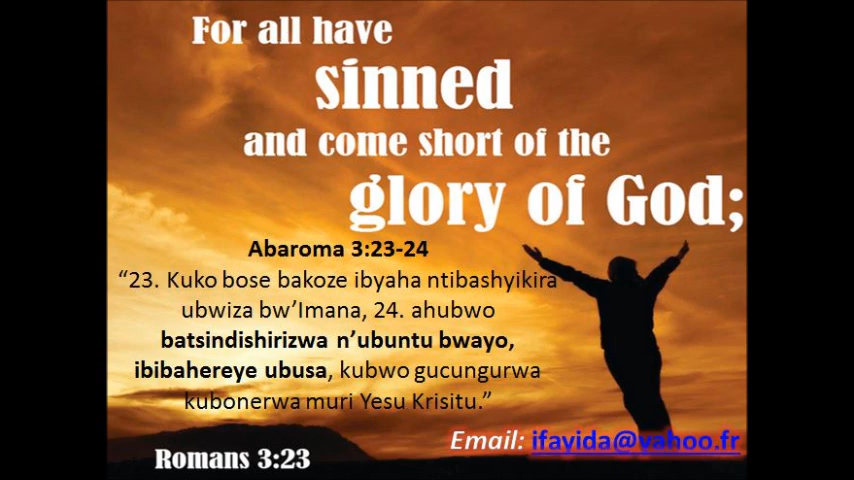 For all have
sinned
and come short of the
glory of God;
Abaroma 3:23-24
“23. Kuko bose bakoze ibyaha ntibashyikira
ubwiza bw’Imana, 24. ahubwo
batsindishirizwa n’ubuntu bwayo,
ibibahereye ubusa, kubwo gucungurwa
kubonerwa muri Yesu Krisitu.”
Email: ifayida@yahoo.fr
Romans 3:23